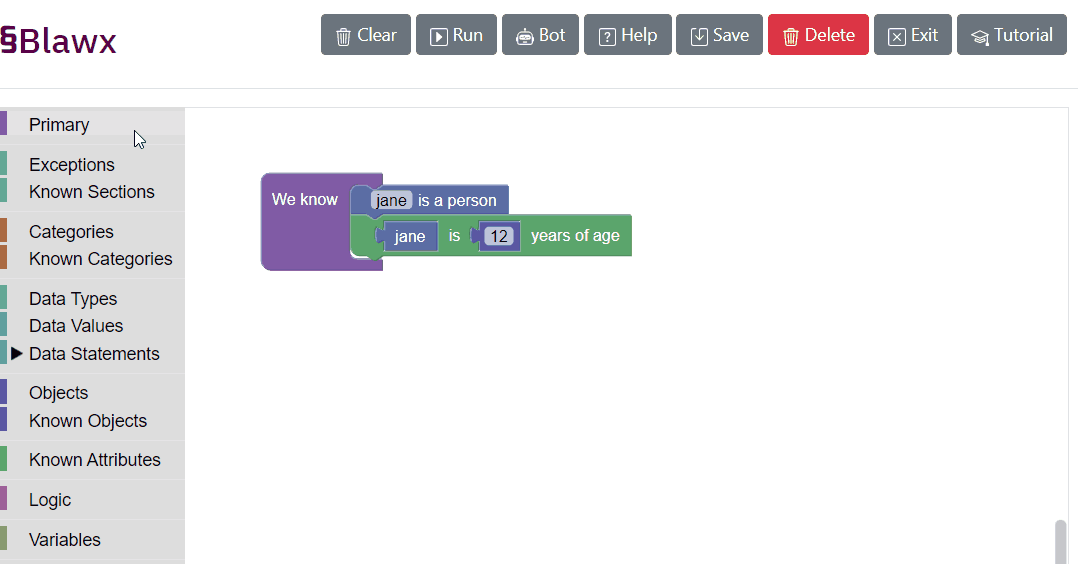 §Blawx
Clear Run Bot Help Save Delete Exit Tutorial
Primary
Exceptions
Known Sections
Categories
Known Categories
Data Types
Data Values
Data Statements
Objects
Known Objects
Known Attributes
Logic
Variables
We know jane is a person
jane is 12 years of age